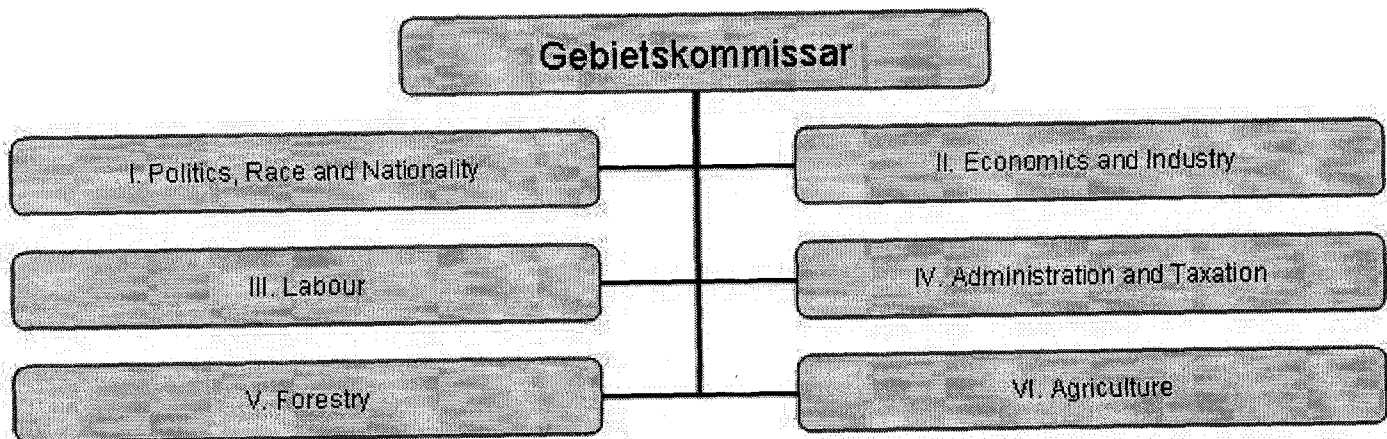 Gebietskommissar
I. Politics, Race and Nationality
II. Economics and Industry
III. Labour
IV. Administration and Taxation
V. Forestry
VI. Agriculture